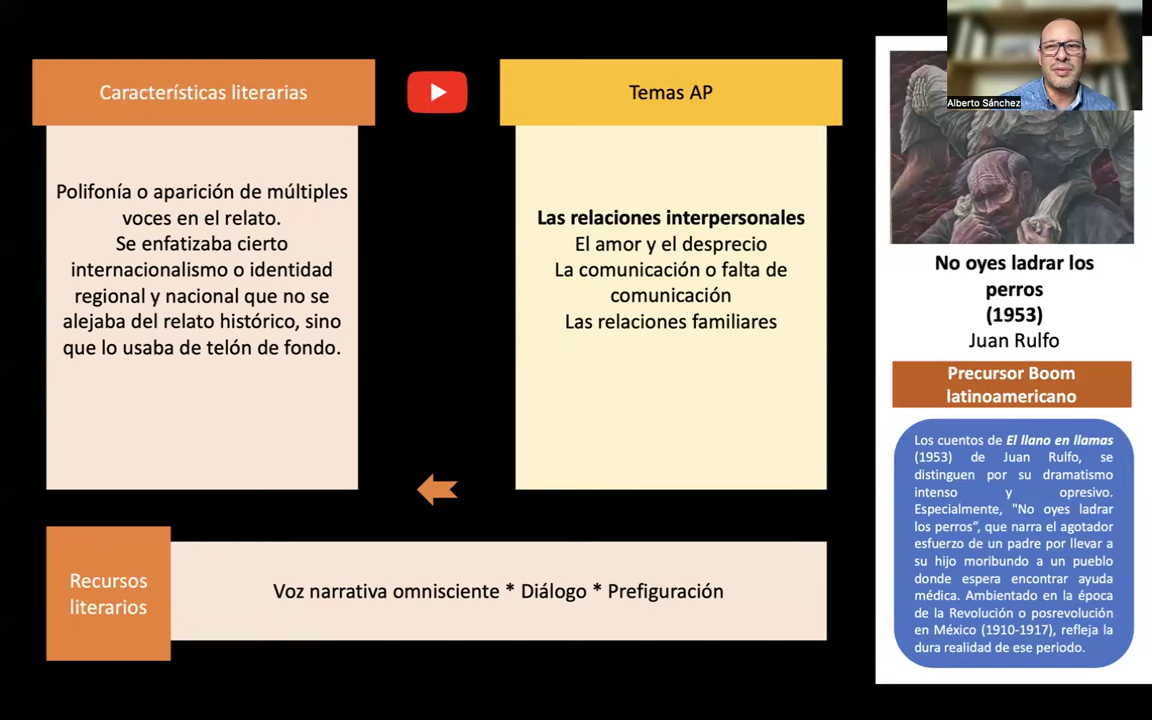 Características literarias
Polifonía o aparición de múltiples
voces en el relato.
Se enfatizaba cierto
internacionalismo o identidad
regional y nacional que no se
alejaba del relato histórico, sino
que lo usaba de telón de fondo.
Temas AP
Las relaciones interpersonales
El amor y el desprecio
La comunicación o falta de
comunicación
Las relaciones familiares
Recursos
literarios
Voz narrativa omnisciente * Diálogo * Prefiguración
Alberto Sánchez
No oyes ladrar los
perros
(1953)
Juan Rulfo
Precursor Boom
latinoamericano
Los cuentos de El llano en llamas
(1953) de Juan Rulfo, se
distinguen por su dramatismo
intenso y opresivo.
Especialmente, "No oyes ladrar
los perros”, que narra el agotador
esfuerzo de un padre por llevar a
su hijo moribundo a un pueblo
donde espera encontrar ayuda
médica. Ambientado en la época
de la Revolución o posrevolución
en México (1910-1917), refleja la
dura realidad de ese periodo.